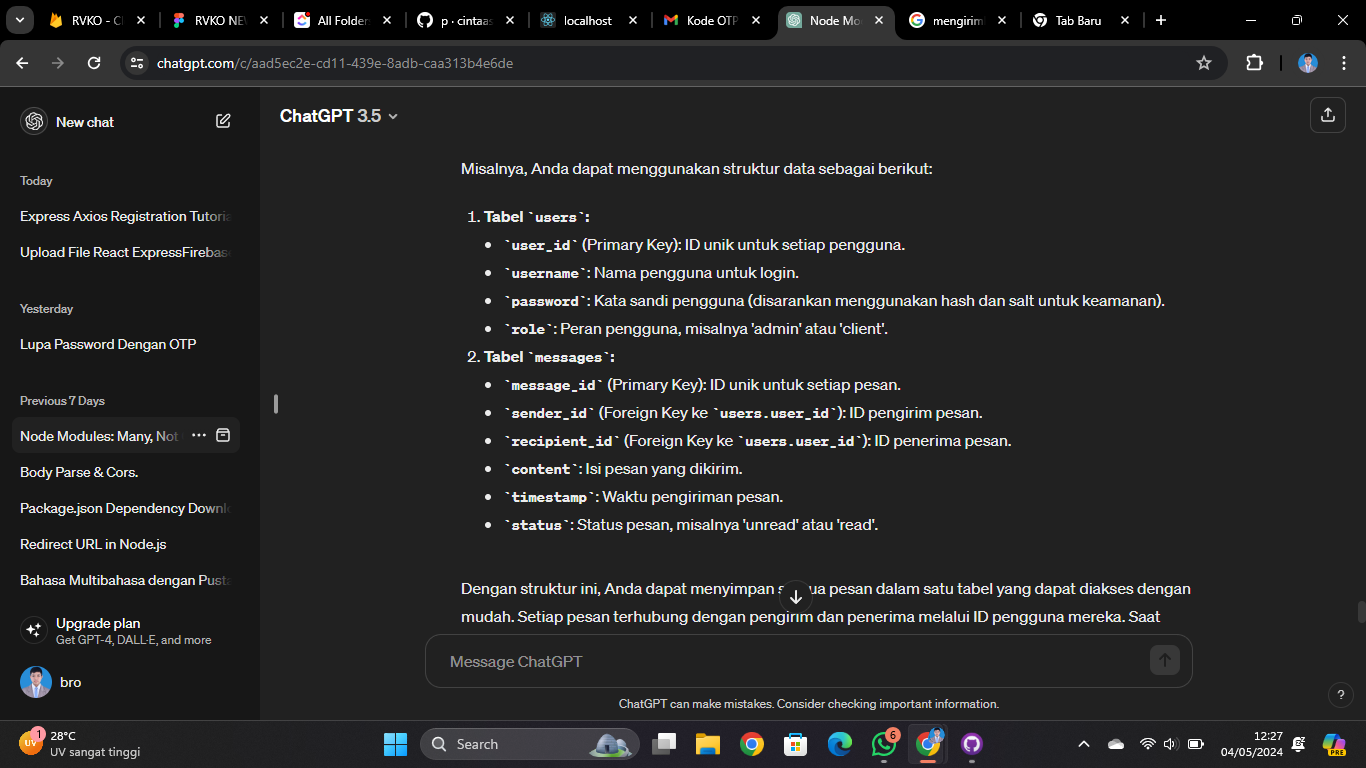 RVKO - Cl
RVKO NEW
All Folders
p · cintaas
localhost
Kode OTP
Node Mo
mengirim
Tab Baru
chatgpt.com/c/aad5ec2e-cd11-439e-8adb-caa313b4e6de
New chat
Today
Express Axios Registration Tutoria
Upload File React ExpressFirebas
Yesterday
Lupa Password Dengan OTP
Previous 7 Days
Node Modules: Many, Not
Body Parse & Cors.
Package.json Dependency Downl
Redirect URL in Node.js
Bahasa Multibahasa dengan Pusta
Upgrade plan
Get GPT-4, DALL·E, and more
bro
ChatGPT 3.5
Misalnya, Anda dapat menggunakan struktur data sebagai berikut:
1. Tabel `users`:
• `user_id` (Primary Key): ID unik untuk setiap pengguna.
• `username`: Nama pengguna untuk login.
• `password`: Kata sandi pengguna (disarankan menggunakan hash dan salt untuk keamanan).
• `role`: Peran pengguna, misalnya 'admin' atau 'client'.
2. Tabel `messages`:
• `message_id` (Primary Key): ID unik untuk setiap pesan.
• `sender_id` (Foreign Key ke `users.user_id`): ID pengirim pesan.
• `recipient_id` (Foreign Key ke `users.user_id`): ID penerima pesan.
• `content`: Isi pesan yang dikirim.
• `timestamp`: Waktu pengiriman pesan.
• `status`: Status pesan, misalnya 'unread' atau 'read'.
Dengan struktur ini, Anda dapat menyimpan pesan dalam satu tabel yang dapat diakses dengan
mudah. Setiap pesan terhubung dengan pengirim dan penerima melalui ID pengguna mereka. Saat
Message ChatGPT
ChatGPT can make mistakes. Consider checking important information.
?
UV
1
28°C
UV sangat tinggi
Search
6
12:27
04/05/2024
PRE